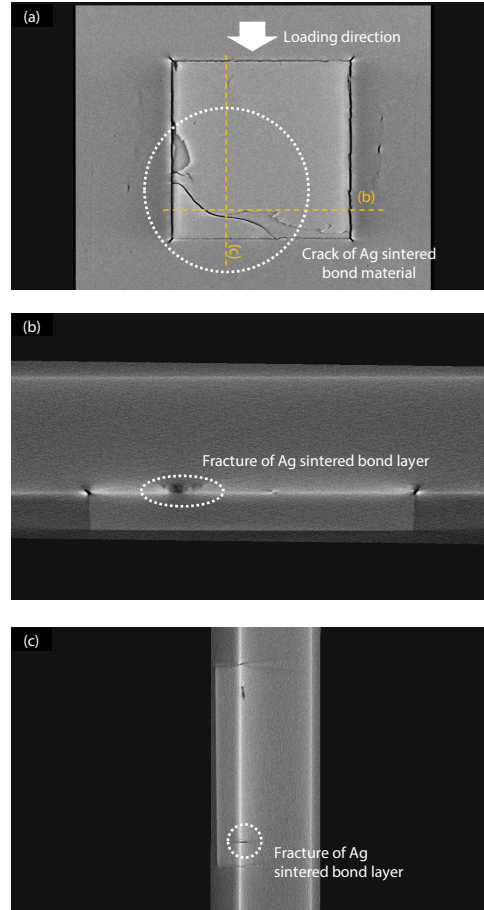 (a)
Loading direction
(b)
(c)
Crack of Ag sintered
bond material
(b)
Fracture of Ag sintered bond layer
(c)
Fracture of Ag
sintered bond layer